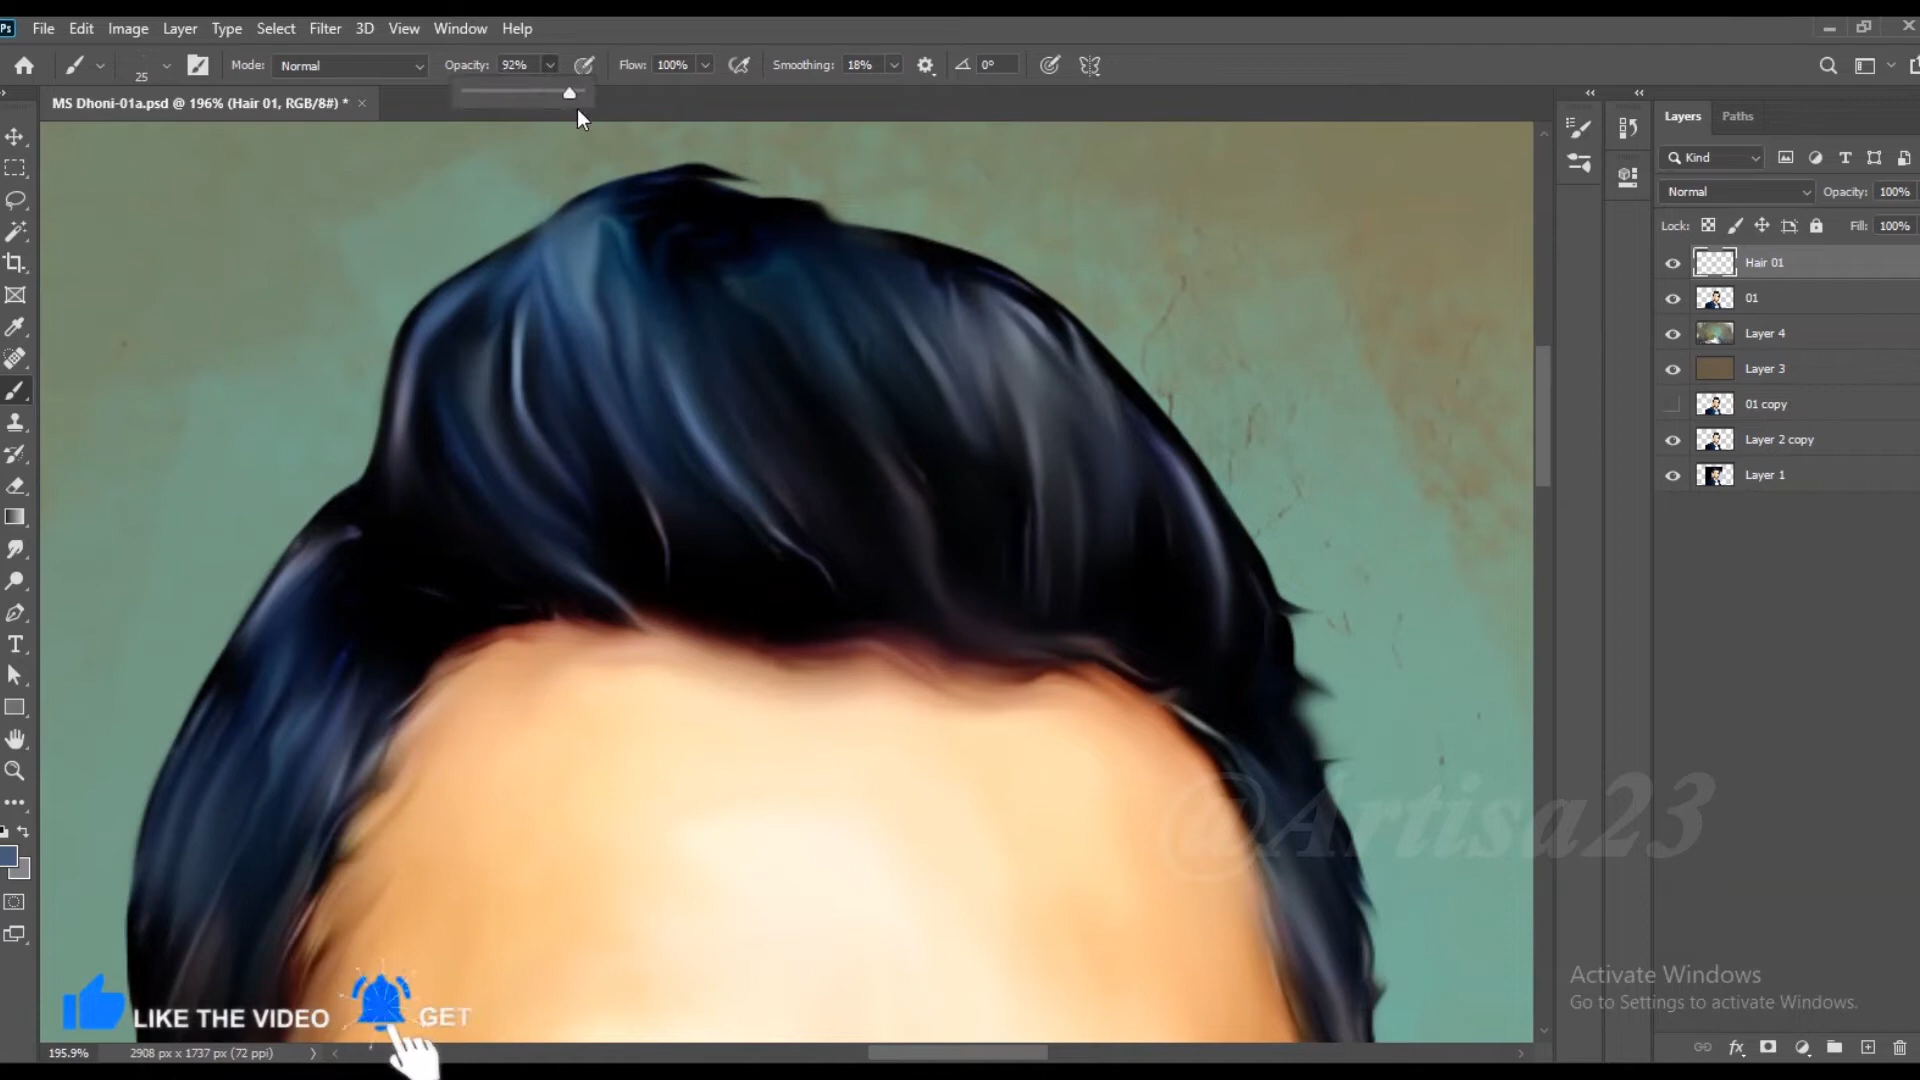 Ps File Edit Image Layer Type Select Filter 3D View Window Help
25 Mode: Normal Opacity: 92% Flow: 100% Smoothing: 18% 0°
MS Dhoni-01a.psd @ 196% (Hair 01, RGB/8#) * ×
Layers Paths
Kind
Normal Opacity: 100%
Lock: Fill: 100%
Hair 01
01
Layer 4
Layer 3
01 copy
Layer 2 copy
Layer 1
@Artisa23
Activate Windows
Go to Settings to activate Windows.
LIKE THE VIDEO GET
195.9% 2908 px x 1737 px (72 ppi)
fx